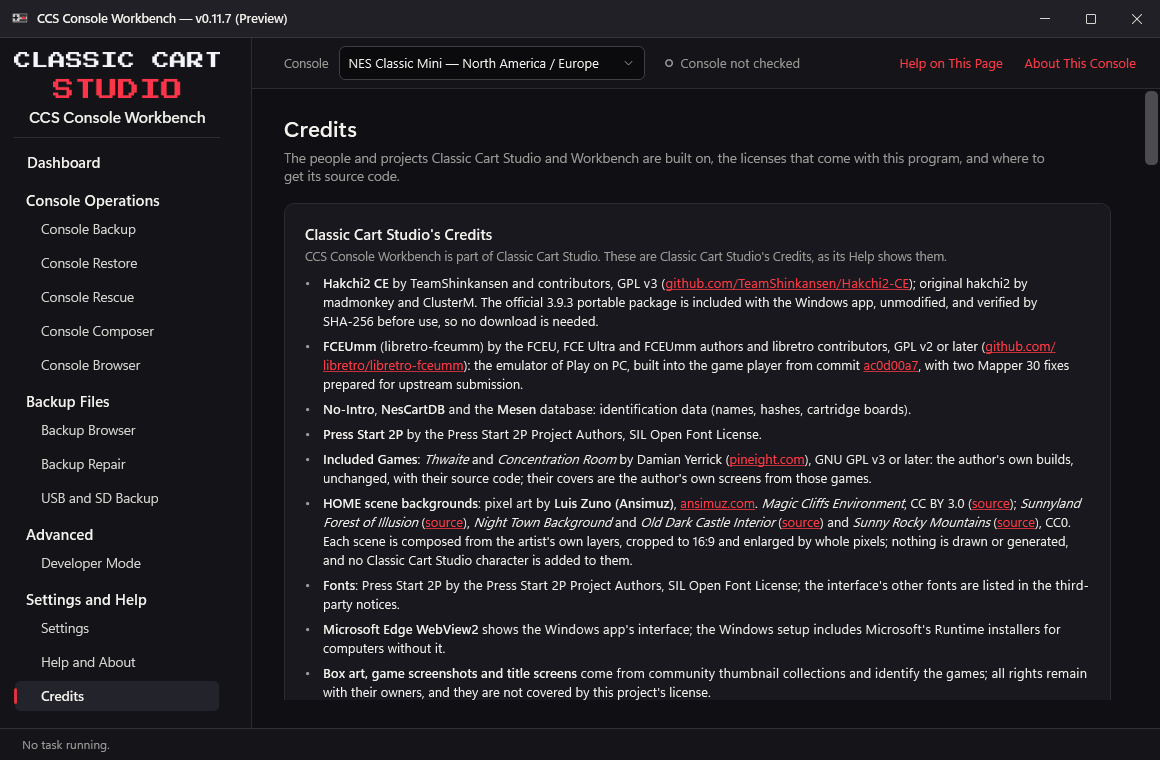 CCS Console Workbench — v0.11.7 (Preview)
CLASSIC CART
STUDIO
CCS Console Workbench
Dashboard
Console Operations
Console Backup
Console Restore
Console Rescue
Console Composer
Console Browser
Backup Files
Backup Browser
Backup Repair
USB and SD Backup
Advanced
Developer Mode
Settings and Help
Settings
Help and About
Credits
Console
NES Classic Mini — North America / Europe
Console not checked
Help on This Page
About This Console
Credits
The people and projects Classic Cart Studio and Workbench are built on, the licenses that come with this program, and where to
get its source code.
Classic Cart Studio's Credits
CCS Console Workbench is part of Classic Cart Studio. These are Classic Cart Studio's Credits, as its Help shows them.
• Hakchi2 CE by TeamShinkansen and contributors, GPL v3 (github.com/TeamShinkansen/Hakchi2-CE); original hakchi2 by
madmonkey and ClusterM. The official 3.9.3 portable package is included with the Windows app, unmodified, and verified by
SHA-256 before use, so no download is needed.
• FCEUmm (libretro-fceumm) by the FCEU, FCE Ultra and FCEUmm authors and libretro contributors, GPL v2 or later (github.com/
libretro/libretro-fceumm): the emulator of Play on PC, built into the game player from commit ac0d00a7, with two Mapper 30 fixes
prepared for upstream submission.
• No-Intro, NesCartDB and the Mesen database: identification data (names, hashes, cartridge boards).
• Press Start 2P by the Press Start 2P Project Authors, SIL Open Font License.
• Included Games: Thwaite and Concentration Room by Damian Yerrick (pineight.com), GNU GPL v3 or later: the author's own builds,
unchanged, with their source code; their covers are the author's own screens from those games.
• HOME scene backgrounds: pixel art by Luis Zuno (Ansimuz), ansimuz.com. Magic Cliffs Environment, CC BY 3.0 (source); Sunnyland
Forest of Illusion (source), Night Town Background and Old Dark Castle Interior (source) and Sunny Rocky Mountains (source), CC0.
Each scene is composed from the artist's own layers, cropped to 16:9 and enlarged by whole pixels; nothing is drawn or generated,
and no Classic Cart Studio character is added to them.
• Fonts: Press Start 2P by the Press Start 2P Project Authors, SIL Open Font License; the interface's other fonts are listed in the third-
party notices.
• Microsoft Edge WebView2 shows the Windows app's interface; the Windows setup includes Microsoft's Runtime installers for
computers without it.
• Box art, game screenshots and title screens come from community thumbnail collections and identify the games; all rights remain
with their owners, and they are not covered by this project's license.
No task running.